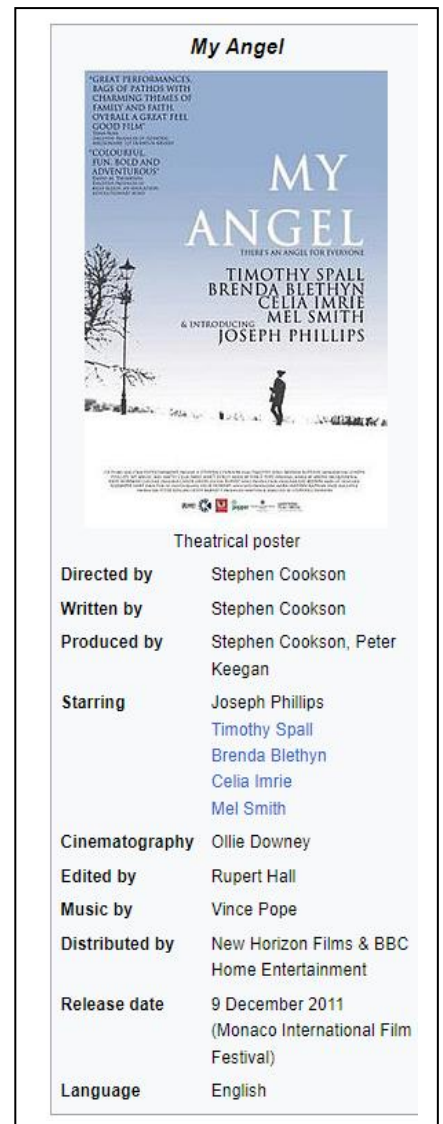 My Angel
"GREAT PERFORMANCES,
BAGS OF PATHOS WITH
CHARMING THEMES OF
FAMILY AND FAITH.
OVERALL A GREAT FEEL
GOOD FILM"
"COLOURFUL,
FUN, BOLD AND
ADVENTUROUS"
MY
ANGEL
THERE'S AN ANGEL FOR EVERYONE
TIMOTHY SPALL
BRENDA BLETHYN
CELIA IMRIE
MEL SMITH
& INTRODUCING
JOSEPH PHILLIPS
Theatrical poster
Directed by Stephen Cookson
Written by Stephen Cookson
Produced by Stephen Cookson, Peter
Keegan
Starring Joseph Phillips
Timothy Spall
Brenda Blethyn
Celia Imrie
Mel Smith
Cinematography Ollie Downey
Edited by Rupert Hall
Music by Vince Pope
Distributed by New Horizon Films & BBC
Home Entertainment
Release date 9 December 2011
(Monaco International Film
Festival)
Language English